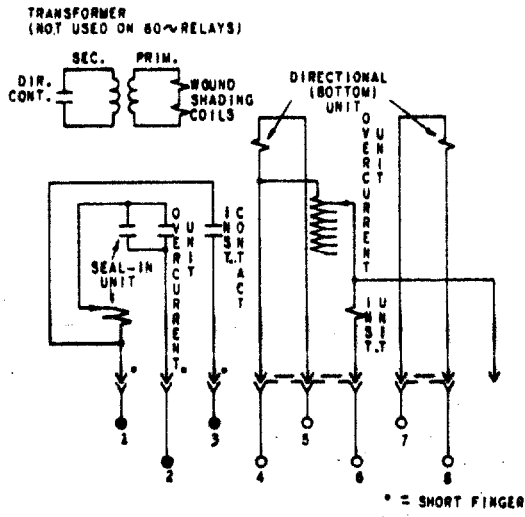 TRANSFORMER
(NOT USED ON 60~RELAYS)
SEC.
PRIM.
DIR.
CONT.
WOUND
SHADING
COILS
DIRECTIONAL
(BOTTOM)
UNIT
OVERCURRENT
UNIT
SEAL-IN
UNIT
OVERCURRENT
UNIT
INST.
CONTACT
INST.
UNIT
*
*
*
1
2
3
4
5
6
7
8
* = SHORT FINGER